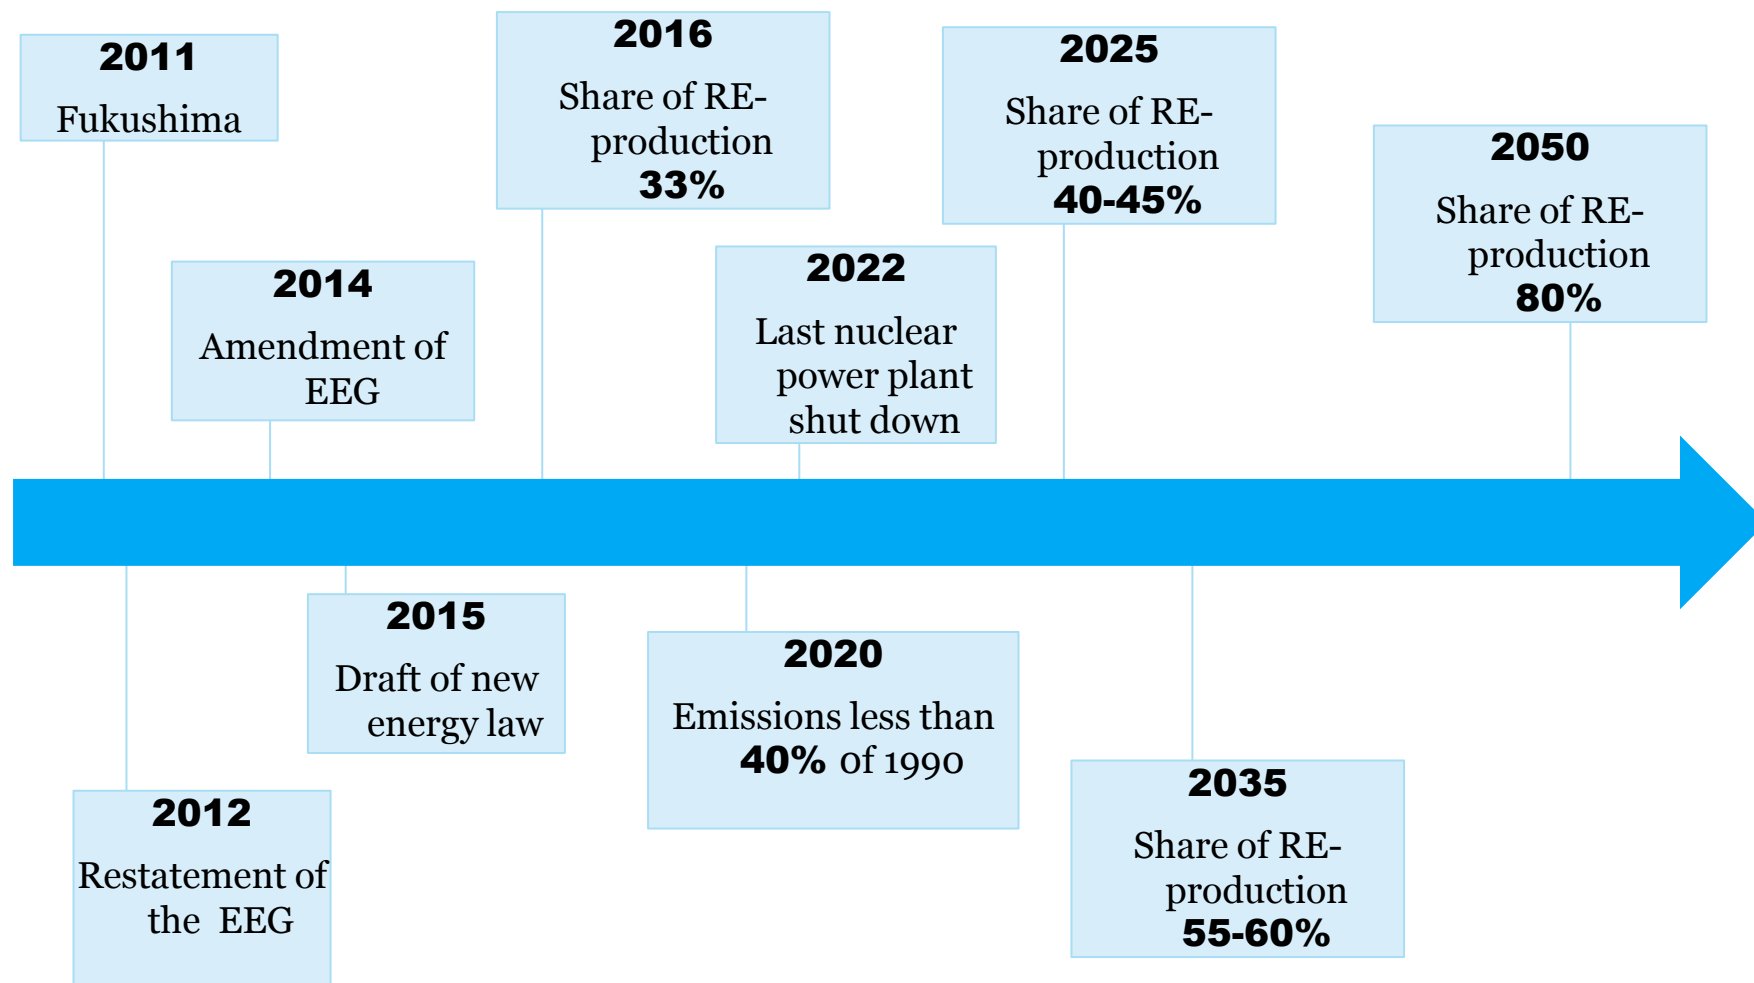 2011
Fukushima
2016
Share of RE-
production
33%
2025
Share of RE-
production
40-45%
2050
Share of RE-
production
80%
2014
Amendment of
EEG
2022
Last nuclear
power plant
shut down
2015
Draft of new
energy law
2020
Emissions less than
40% of 1990
2012
Restatement of
the EEG
2035
Share of RE-
production
55-60%